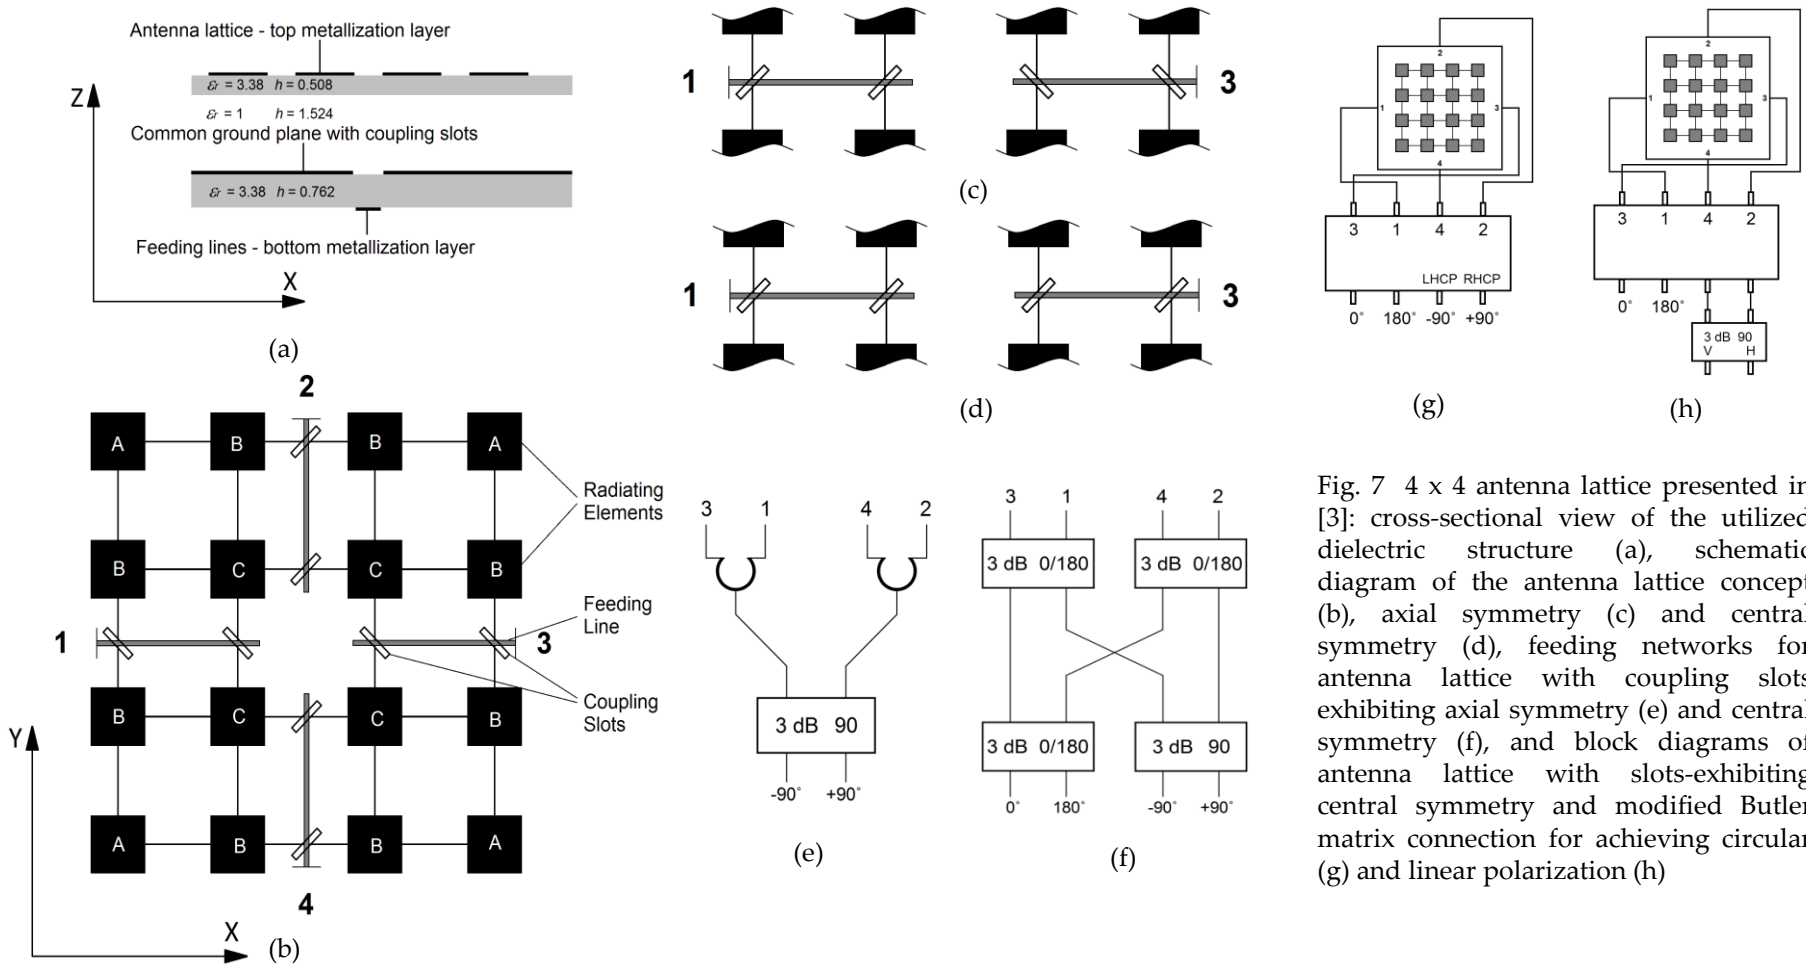 Antenna lattice - top metallization layer
Z
εr = 3.38 h = 0.508
εr = 1 h = 1.524
Common ground plane with coupling slots
εr = 3.38 h = 0.762
Feeding lines - bottom metallization layer
X
(a)
2
A B B A
B C C B
1 3
B C C B
A B B A
4
Radiating
Elements
Feeding
Line
Coupling
Slots
Y
X
(b)
1 3
(c)
1 3
(d)
3 1 4 2
3 dB 90
-90° +90°
(e)
3 1 4 2
3 dB 0/180 3 dB 0/180
3 dB 0/180 3 dB 90
0° 180° -90° +90°
(f)
2
1 3
4
3 1 4 2
LHCP RHCP
0° 180° -90° +90°
(g)
2
1 3
4
3 1 4 2
0° 180°
3 dB 90
V H
(h)
Fig. 7 4 x 4 antenna lattice presented in
[3]: cross-sectional view of the utilized
dielectric structure (a), schematic
diagram of the antenna lattice concept
(b), axial symmetry (c) and central
symmetry (d), feeding networks for
antenna lattice with coupling slots
exhibiting axial symmetry (e) and central
symmetry (f), and block diagrams of
antenna lattice with slots-exhibiting
central symmetry and modified Butler
matrix connection for achieving circular
(g) and linear polarization (h)